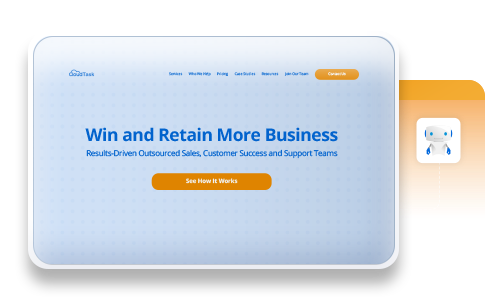 CloudTask
Services Who We Help Pricing Case Studies Resources Join Our Team Contact Us
Win and Retain More Business
Results-Driven Outsourced Sales, Customer Success and Support Teams
See How It Works